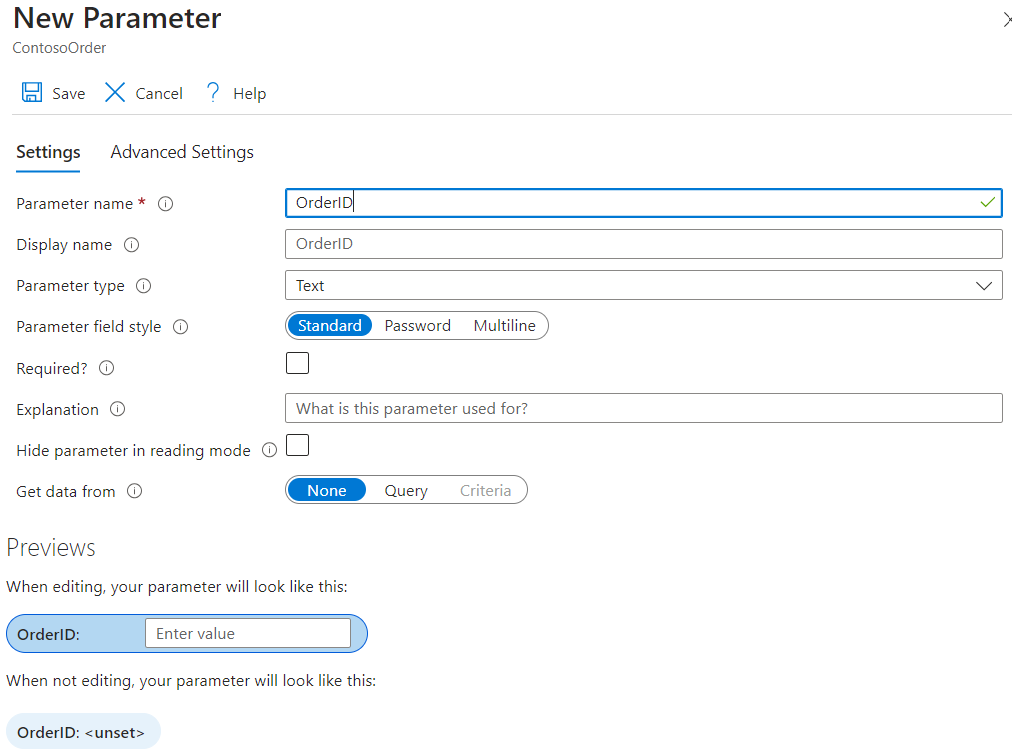 New Parameter
ContosoOrder
Save Cancel ? Help
Settings Advanced Settings
Parameter name * OrderID
Display name OrderID
Parameter type Text
Parameter field style Standard Password Multiline
Required?
Explanation What is this parameter used for?
Hide parameter in reading mode
Get data from None Query Criteria
Previews
When editing, your parameter will look like this:
OrderID: Enter value
When not editing, your parameter will look like this:
OrderID: <unset>